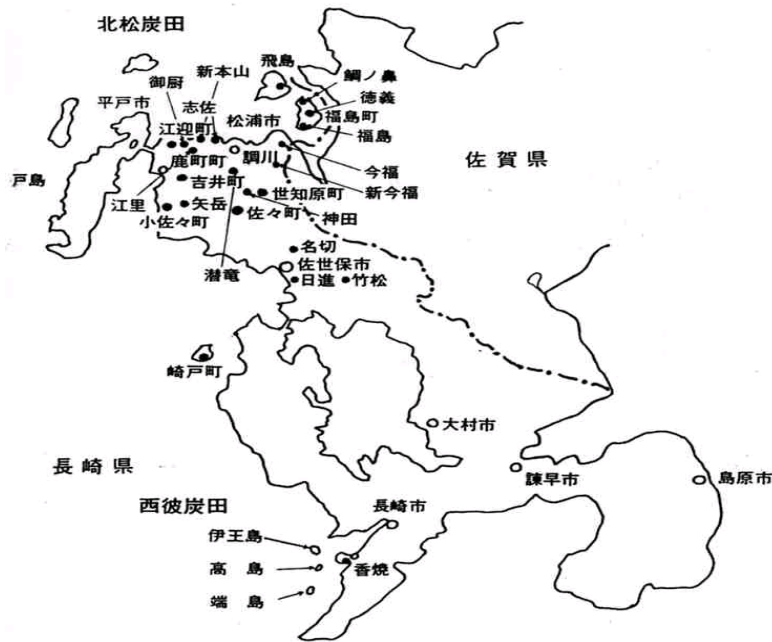 北松炭田
新本山
飛島
鯛ノ鼻
御厨
志佐
徳義
平戸市
松浦市
福島町
江迎町
福島
鹿町町
調川
今福
佐賀県
戸島
吉井町
世知原町
新今福
江里
矢岳
小佐々町
佐々町
神田
名切
潜竜
佐世保市
日進
竹松
崎戸町
大村市
長崎県
諫早市
島原市
西彼炭田
長崎市
伊王島
高島
香焼
端島